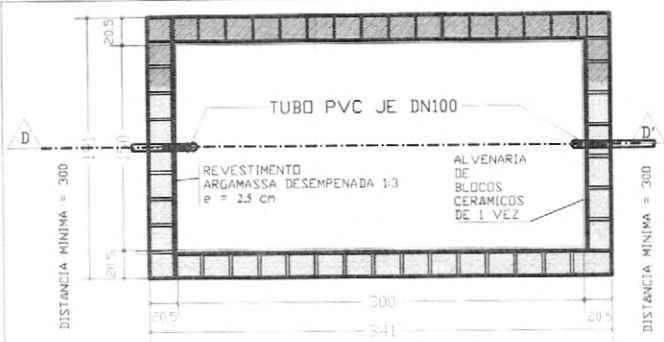 20.5
TUBO PVC JE DN100
D
D'
REVESTIMENTO
ARGAMASSA DESEMPENADA 1:3
e = 2.5 cm
ALVENARIA
DE
BLOCOS
CERAMICOS
DE 1 VEZ
DISTANCIA MINIMA = 300
DISTANCIA MINIMA = 300
20.5
300
20.5
20.5
341